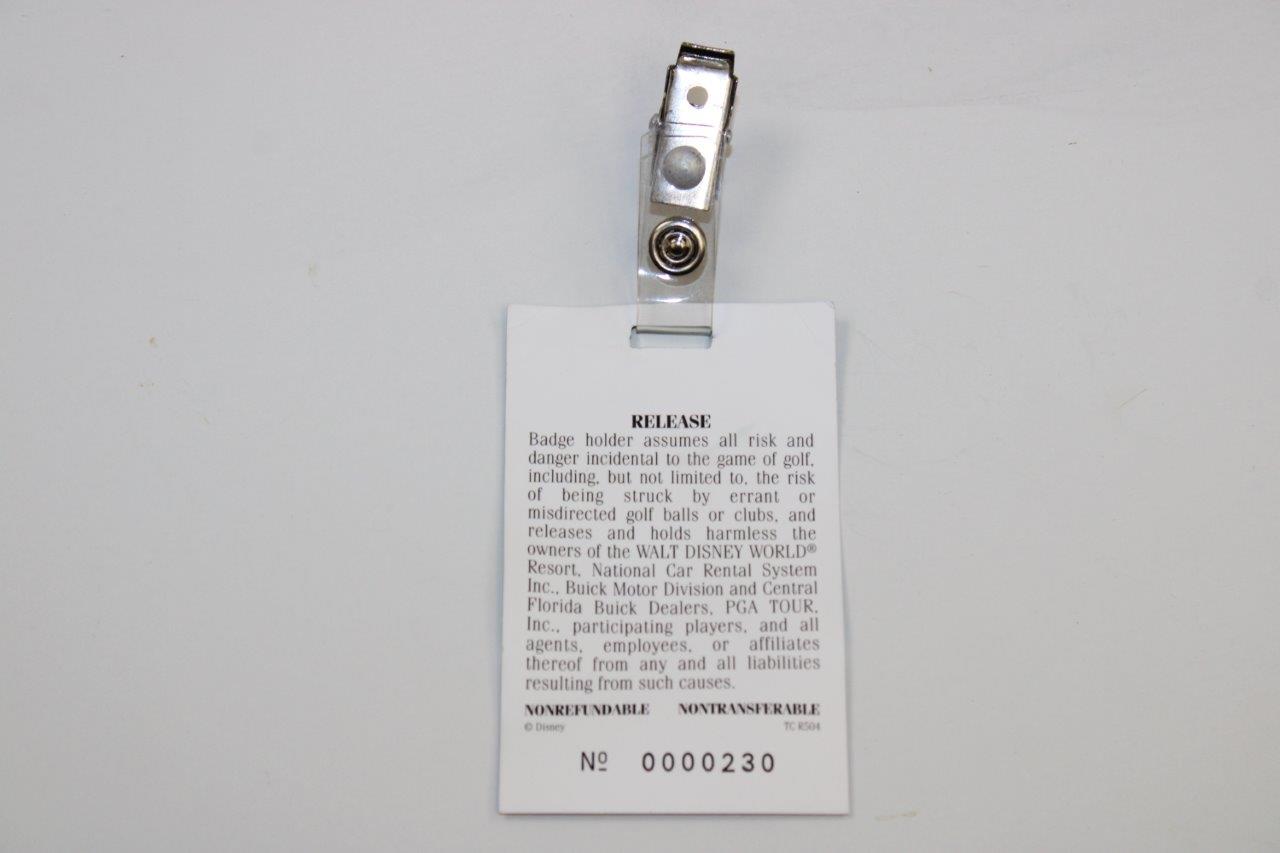 RELEASE
Badge holder assumes all risk and
danger incidental to the game of golf,
including, but not limited to, the risk
of being struck by errant or
misdirected golf balls or clubs, and
releases and holds harmless the
owners of the WALT DISNEY WORLD®
Resort, National Car Rental System
Inc., Buick Motor Division and Central
Florida Buick Dealers, PGA TOUR,
Inc., participating players, and all
agents, employees, or affiliates
thereof from any and all liabilities
resulting from such causes.
NONREFUNDABLE NONTRANSFERABLE
© Disney TC R504
Nº 0000230